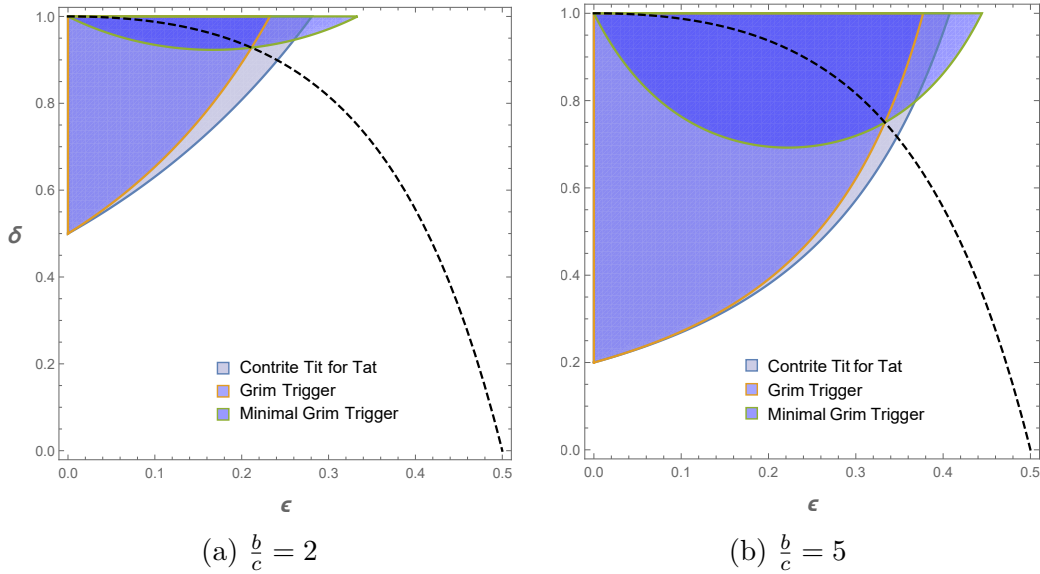 1.0
0.8
0.6
0.4
0.2
0.0
δ
0.0 0.1 0.2 0.3 0.4 0.5
ϵ
Contrite Tit for Tat
Grim Trigger
Minimal Grim Trigger
(a) b/c = 2
1.0
0.8
0.6
0.4
0.2
0.0
0.0 0.1 0.2 0.3 0.4 0.5
ϵ
Contrite Tit for Tat
Grim Trigger
Minimal Grim Trigger
(b) b/c = 5